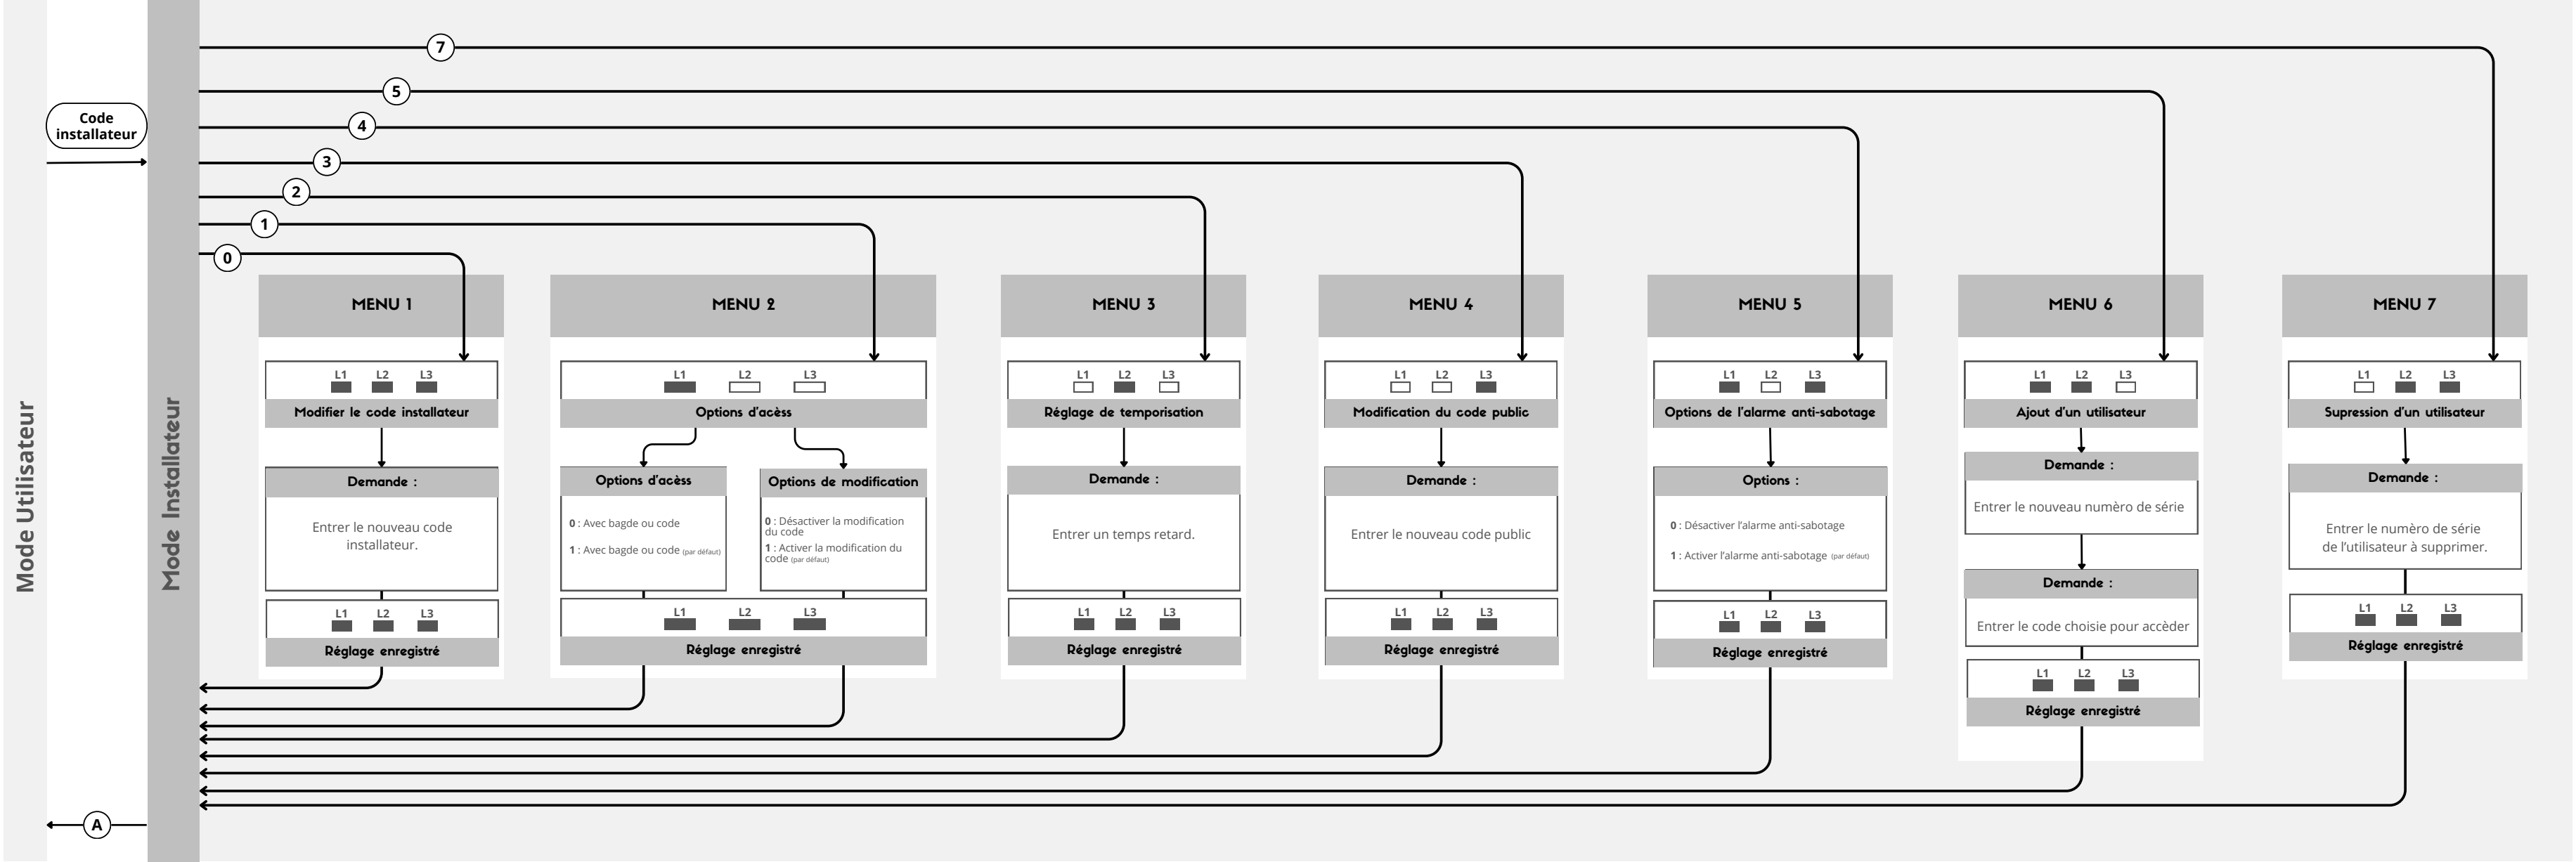 7
5
Code
installateur
4
3
2
1
0
Mode Utilisateur
Mode Installateur
MENU 1
L1 L2 L3
Modifier le code installateur
Demande :
Entrer le nouveau code
installateur.
L1 L2 L3
Réglage enregistré
MENU 2
L1 L2 L3
Options d'acèss
Options d'acèss
0 : Avec bagde ou code
1 : Avec bagde ou code (par défaut)
Options de modification
0 : Désactiver la modification
du code
1 : Activer la modification du
code (par défaut)
L1 L2 L3
Réglage enregistré
MENU 3
L1 L2 L3
Réglage de temporisation
Demande :
Entrer un temps retard.
L1 L2 L3
Réglage enregistré
MENU 4
L1 L2 L3
Modification du code public
Demande :
Entrer le nouveau code public
L1 L2 L3
Réglage enregistré
MENU 5
L1 L2 L3
Options de l'alarme anti-sabotage
Options :
0 : Désactiver l'alarme anti-sabotage
1 : Activer l'alarme anti-sabotage (par défaut)
L1 L2 L3
Réglage enregistré
MENU 6
L1 L2 L3
Ajout d'un utilisateur
Demande :
Entrer le nouveau numèro de série
Demande :
Entrer le code choisie pour accèder
L1 L2 L3
Réglage enregistré
MENU 7
L1 L2 L3
Supression d'un utilisateur
Demande :
Entrer le numèro de série
de l'utilisateur à supprimer.
L1 L2 L3
Réglage enregistré
A